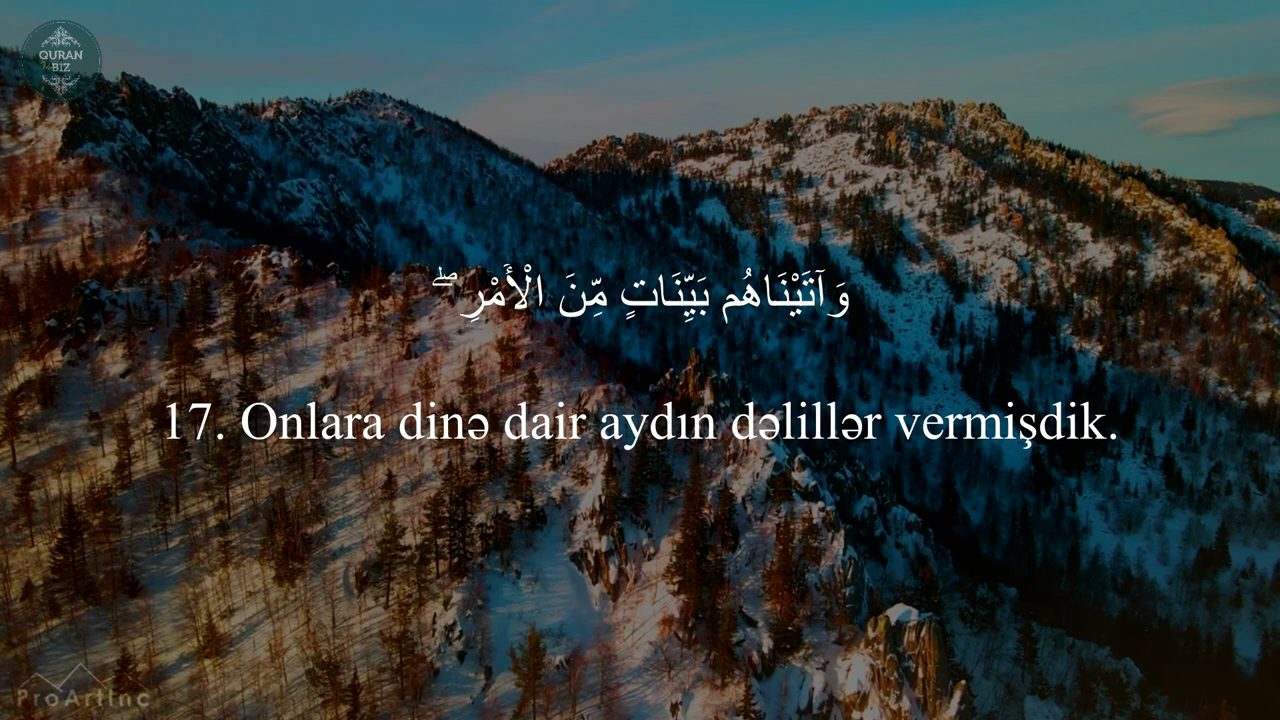 QURAN
BIZ
وَآتَيْنَاهُم بَيِّنَاتٍ مِّنَ الْأَمْرِ ۖ
17. Onlara dinə dair aydın dəlillər vermişdik.
ProArtInc